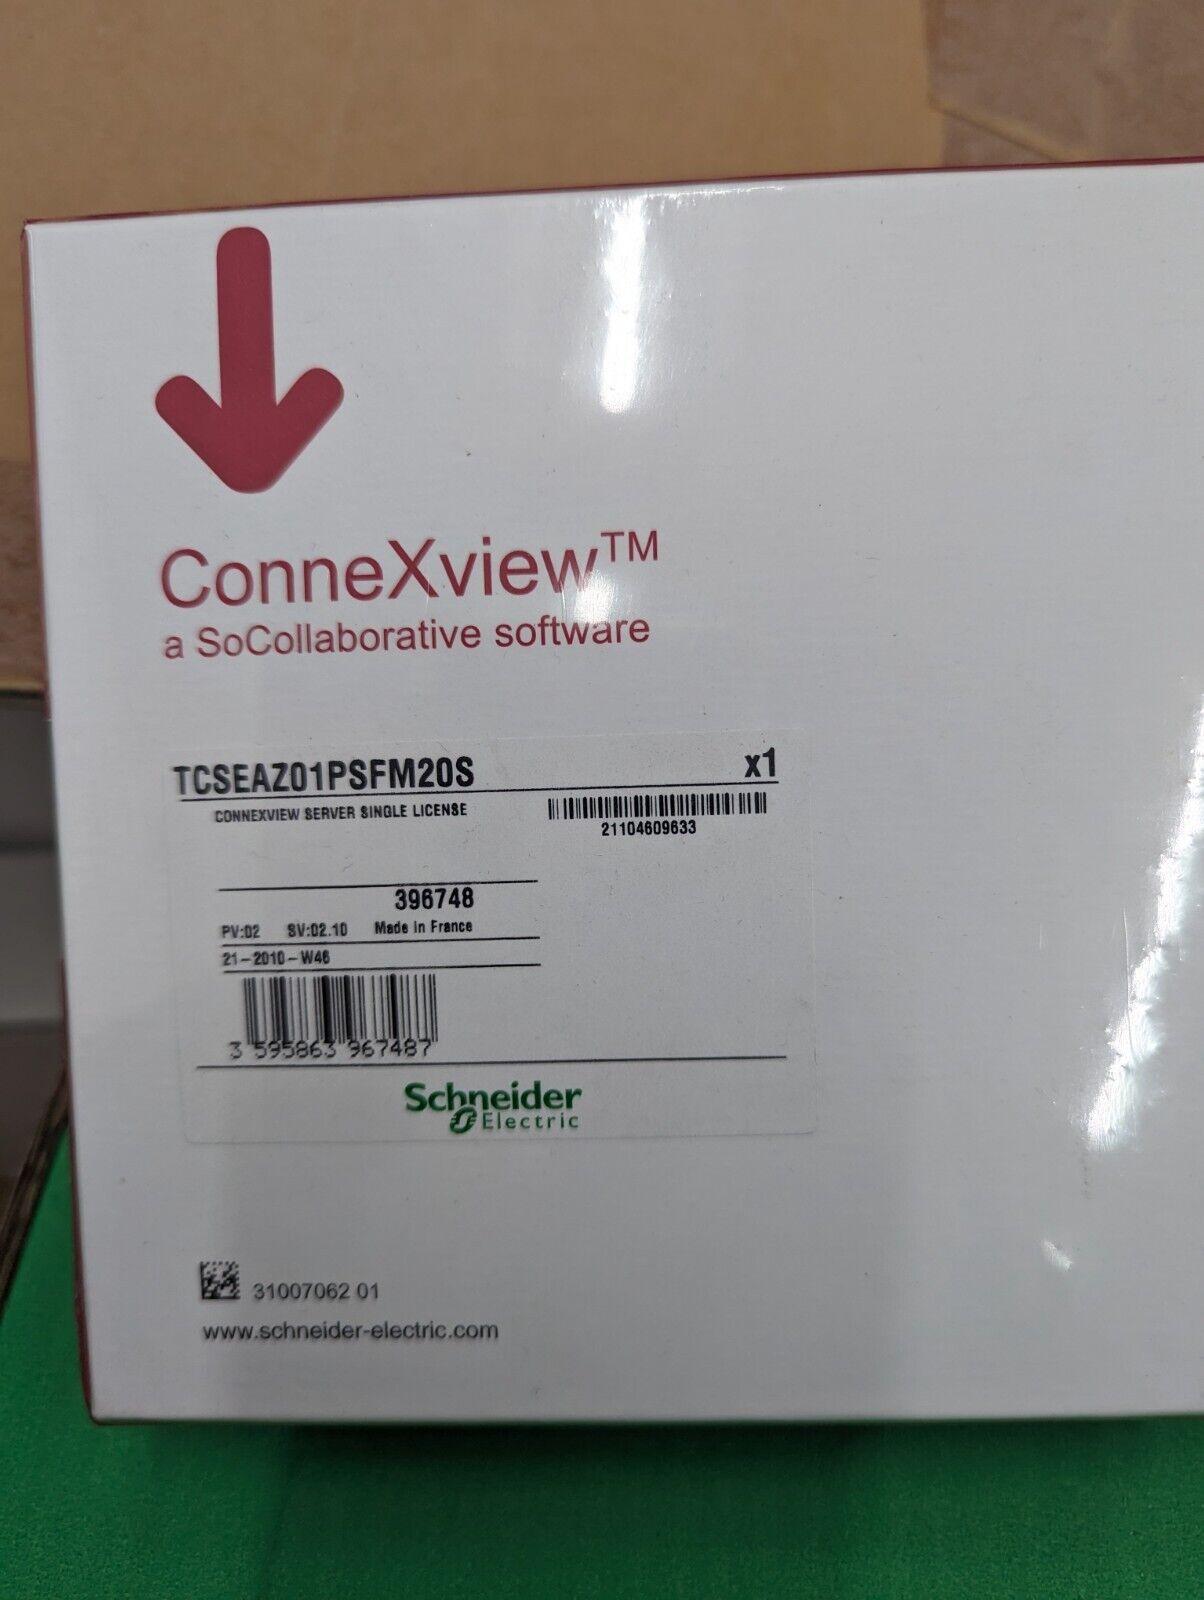 ConneXview™
a SoCollaborative software
TCSEAZ01PSFM20S x1
CONNEXVIEW SERVER SINGLE LICENSE
21104609633
396748
PV:02 SV:02.10 Made in France
21-2010-W46
3 595863 967487
Schneider
Electric
31007062 01
www.schneider-electric.com